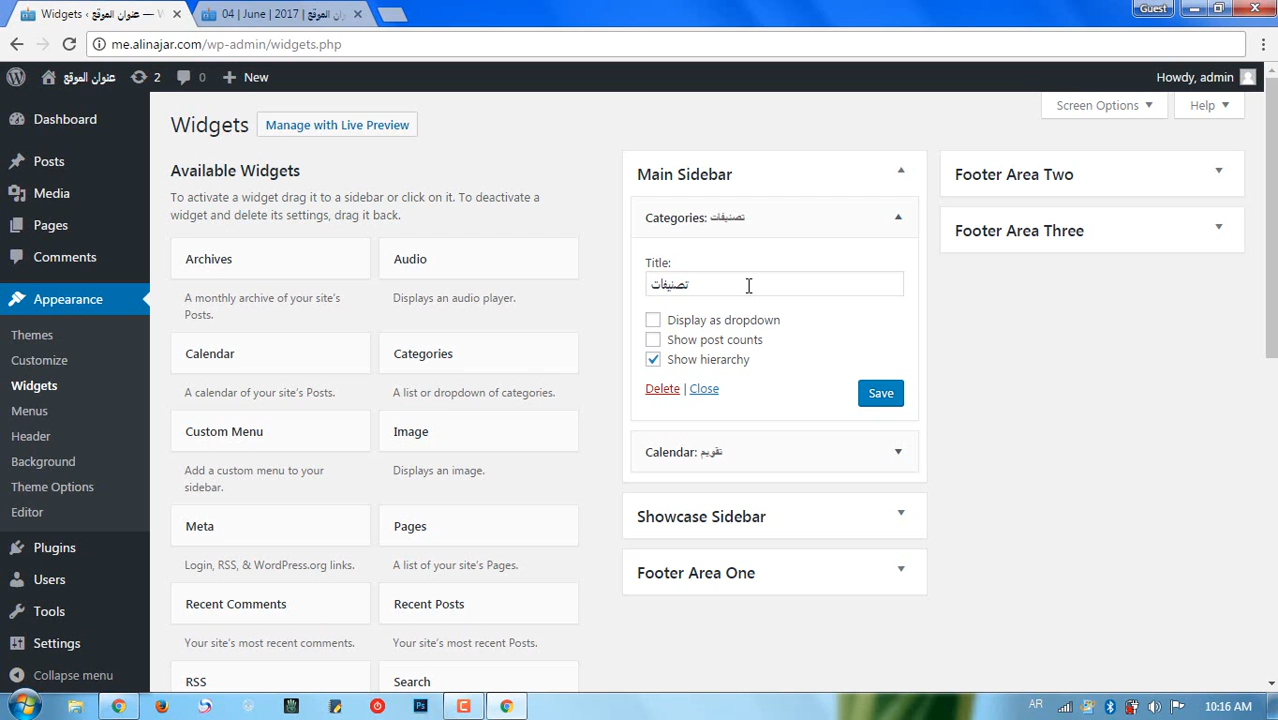 Widgets ‹ عنوان الموقع — W
04 | June | 2017 | ان الموقع
Guest
me.alinajar.com/wp-admin/widgets.php
عنوان الموقع
2
0
New
Howdy, admin
Dashboard
Posts
Media
Pages
Comments
Appearance
Themes
Customize
Widgets
Menus
Header
Background
Theme Options
Editor
Plugins
Users
Tools
Settings
Collapse menu
Screen Options
Help
Widgets
Manage with Live Preview
Available Widgets
To activate a widget drag it to a sidebar or click on it. To deactivate a
widget and delete its settings, drag it back.
Archives
A monthly archive of your site's
Posts.
Audio
Displays an audio player.
Calendar
A calendar of your site's Posts.
Categories
A list or dropdown of categories.
Custom Menu
Add a custom menu to your
sidebar.
Image
Displays an image.
Meta
Login, RSS, & WordPress.org links.
Pages
A list of your site's Pages.
Recent Comments
Your site's most recent comments.
Recent Posts
Your site's most recent Posts.
RSS
Search
Main Sidebar
Categories: تصنيفات
Title:
تصنيفات
Display as dropdown
Show post counts
Show hierarchy
Delete | Close
Save
Calendar: تقويم
Showcase Sidebar
Footer Area One
Footer Area Two
Footer Area Three
AR
10:16 AM